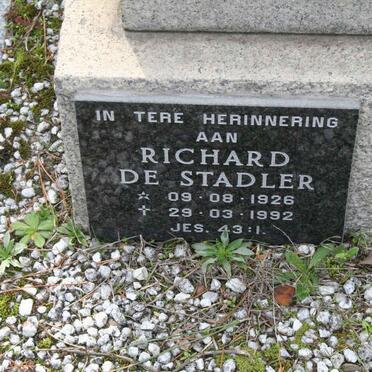 IN TERE HERINNERING
AAN
RICHARD
DE STADLER
☆ 09·08·1926
✝ 29·03·1992
JES. 43:1.